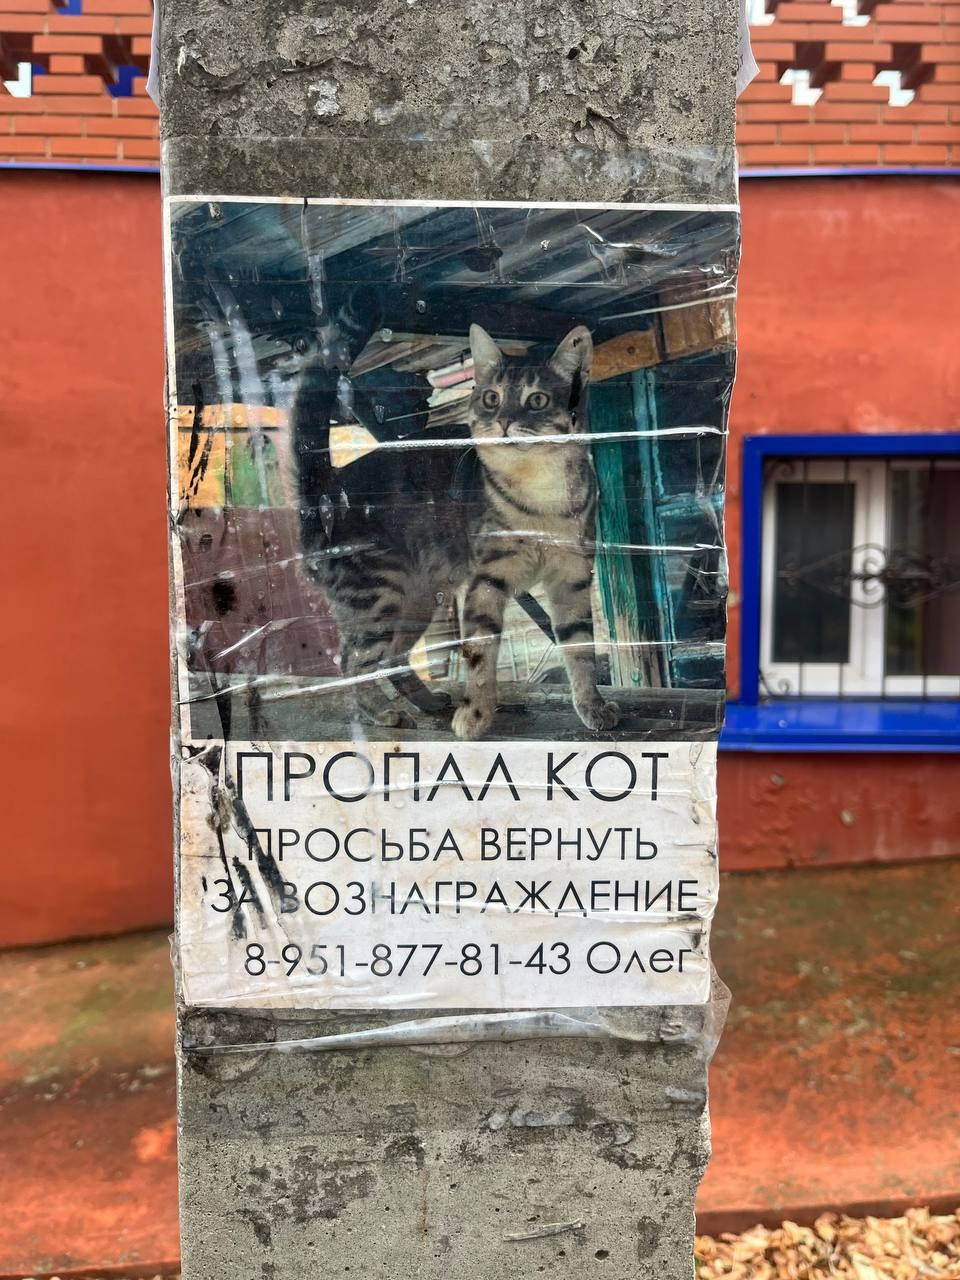 ПРОПАЛ КОТ
ПРОСЬБА ВЕРНУТЬ
ЗА ВОЗНАГРАЖДЕНИЕ
8-951-877-81-43 Олег